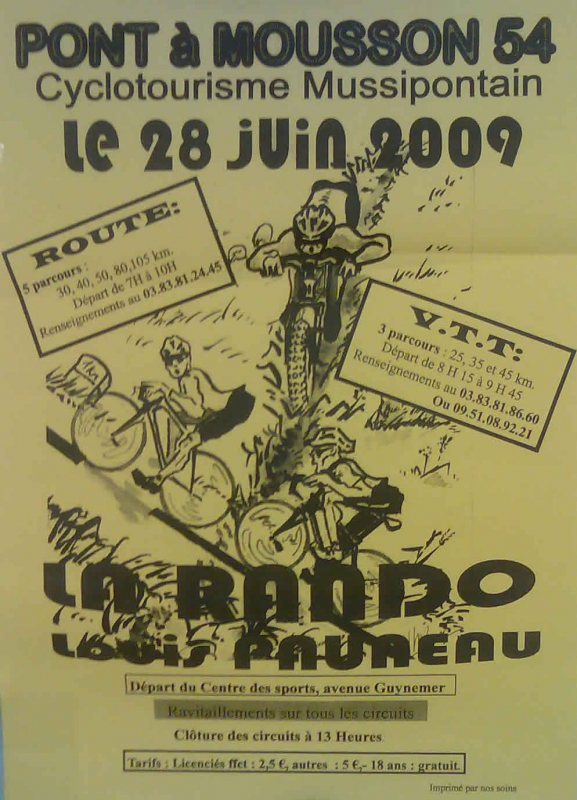 PONT à MOUSSON 54
Cyclotourisme Mussipontain
le 28 juin 2009
ROUTE:
5 parcours :
30, 40, 50, 80,105 km.
Départ de 7H à 10H
Renseignements au 03.83.81.24.45
V.T.T:
3 parcours : 25, 35 et 45 km.
Départ de 8 H 15 à 9 H 45
Renseignements au 03.83.81.86.60
Ou 09.51.08.92.21
LA RANDO
Louis PAUNEAU
Départ du Centre des sports, avenue Guynemer
Ravitaillements sur tous les circuits
Clôture des circuits à 13 Heures.
Tarifs : Licenciés ffct : 2,5 €, autres : 5 €,- 18 ans : gratuit.
Imprimé par nos soins